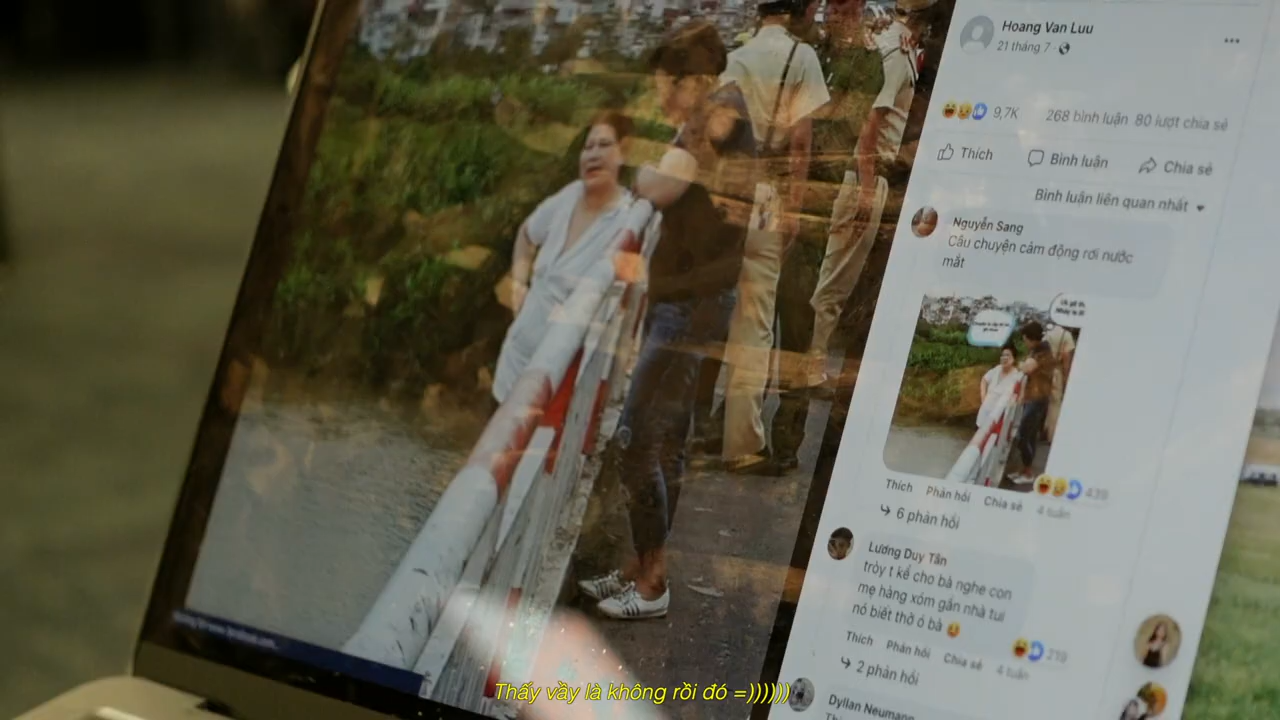 Hoang Van Luu
21 tháng 7 ·
9,7K 268 bình luận 80 lượt chia sẻ
Thích Bình luận Chia sẻ
Bình luận liên quan nhất
Nguyễn Sang
Câu chuyện cảm động rơi nước
mắt
Thích Phản hồi Chia sẻ 4 tuần 439
6 phản hồi
Lương Duy Tân
trời t kể cho bà nghe con
mẹ hàng xóm gần nhà tui
nó biết thở ó bà
Thích Phản hồi Chia sẻ 4 tuần 219
2 phản hồi
Dyllan Neumann
Thấy vầy là không rồi đó =))))))